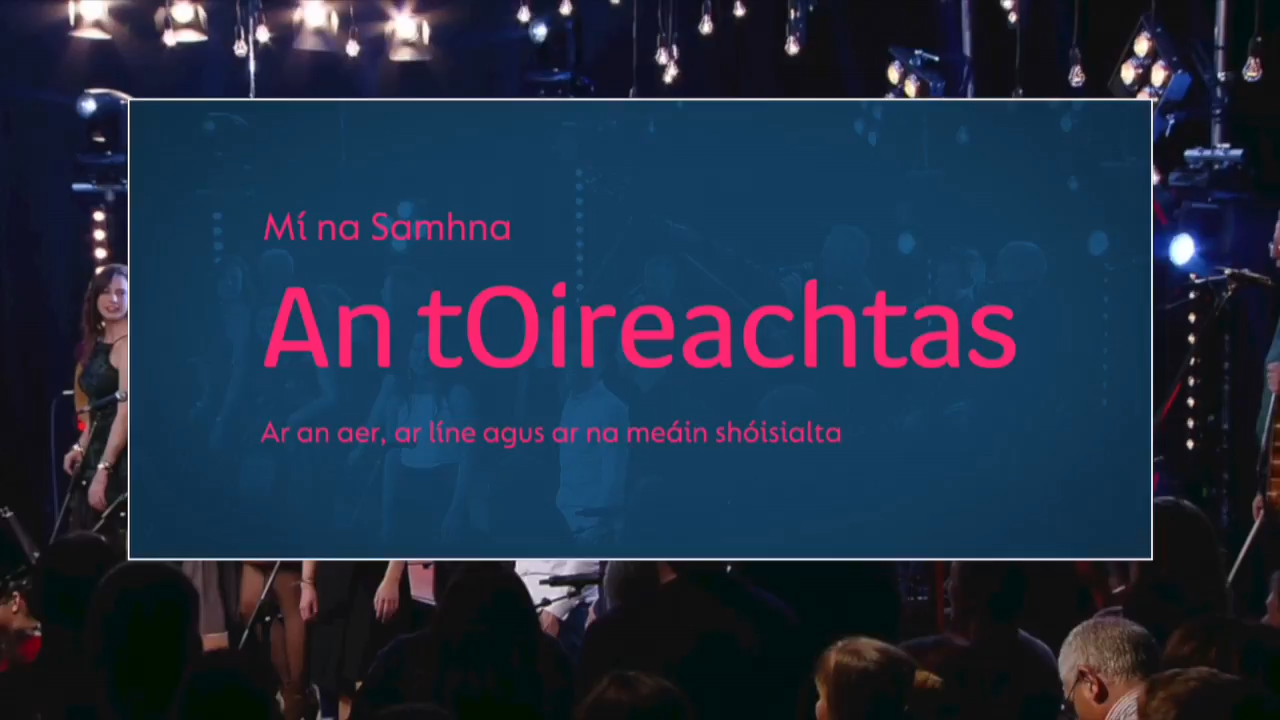 Mí na Samhna
An tOireachtas
Ar an aer, ar líne agus ar na meáin shóisialta